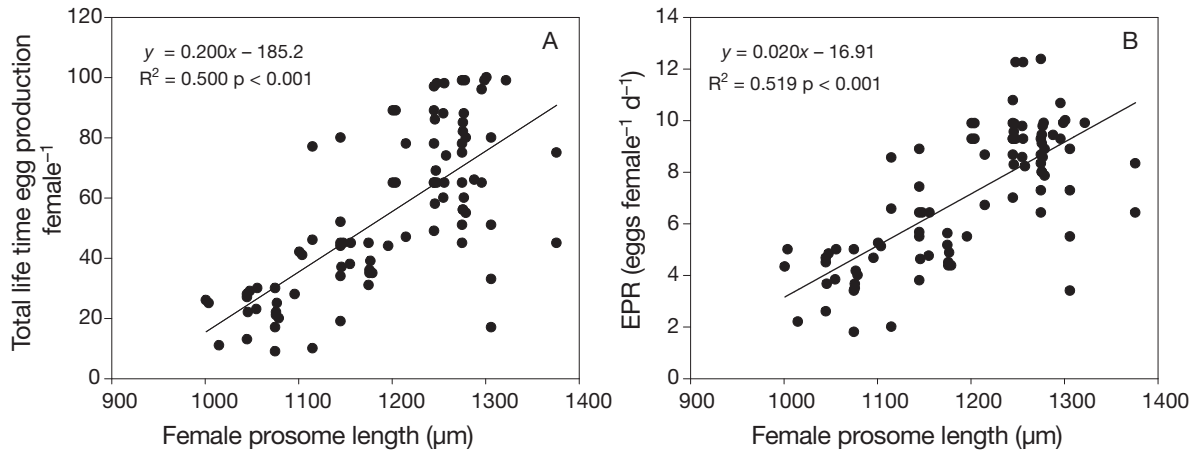 120
100
80
60
40
20
0
Total life time egg production
female⁻¹
y = 0.200x – 185.2
R² = 0.500 p < 0.001
A
900 1000 1100 1200 1300 1400
Female prosome length (µm)
14
12
10
8
6
4
2
0
EPR (eggs female⁻¹ d⁻¹)
y = 0.020x – 16.91
R² = 0.519 p < 0.001
B
900 1000 1100 1200 1300 1400
Female prosome length (µm)